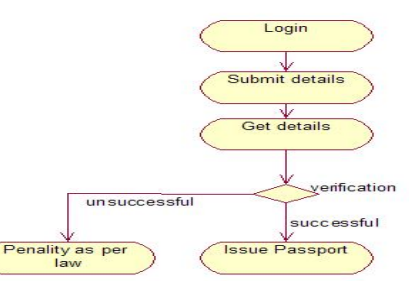 Login
Submit details
Get details
verification
unsuccessful
successful
Penality as per
law
Issue Passport